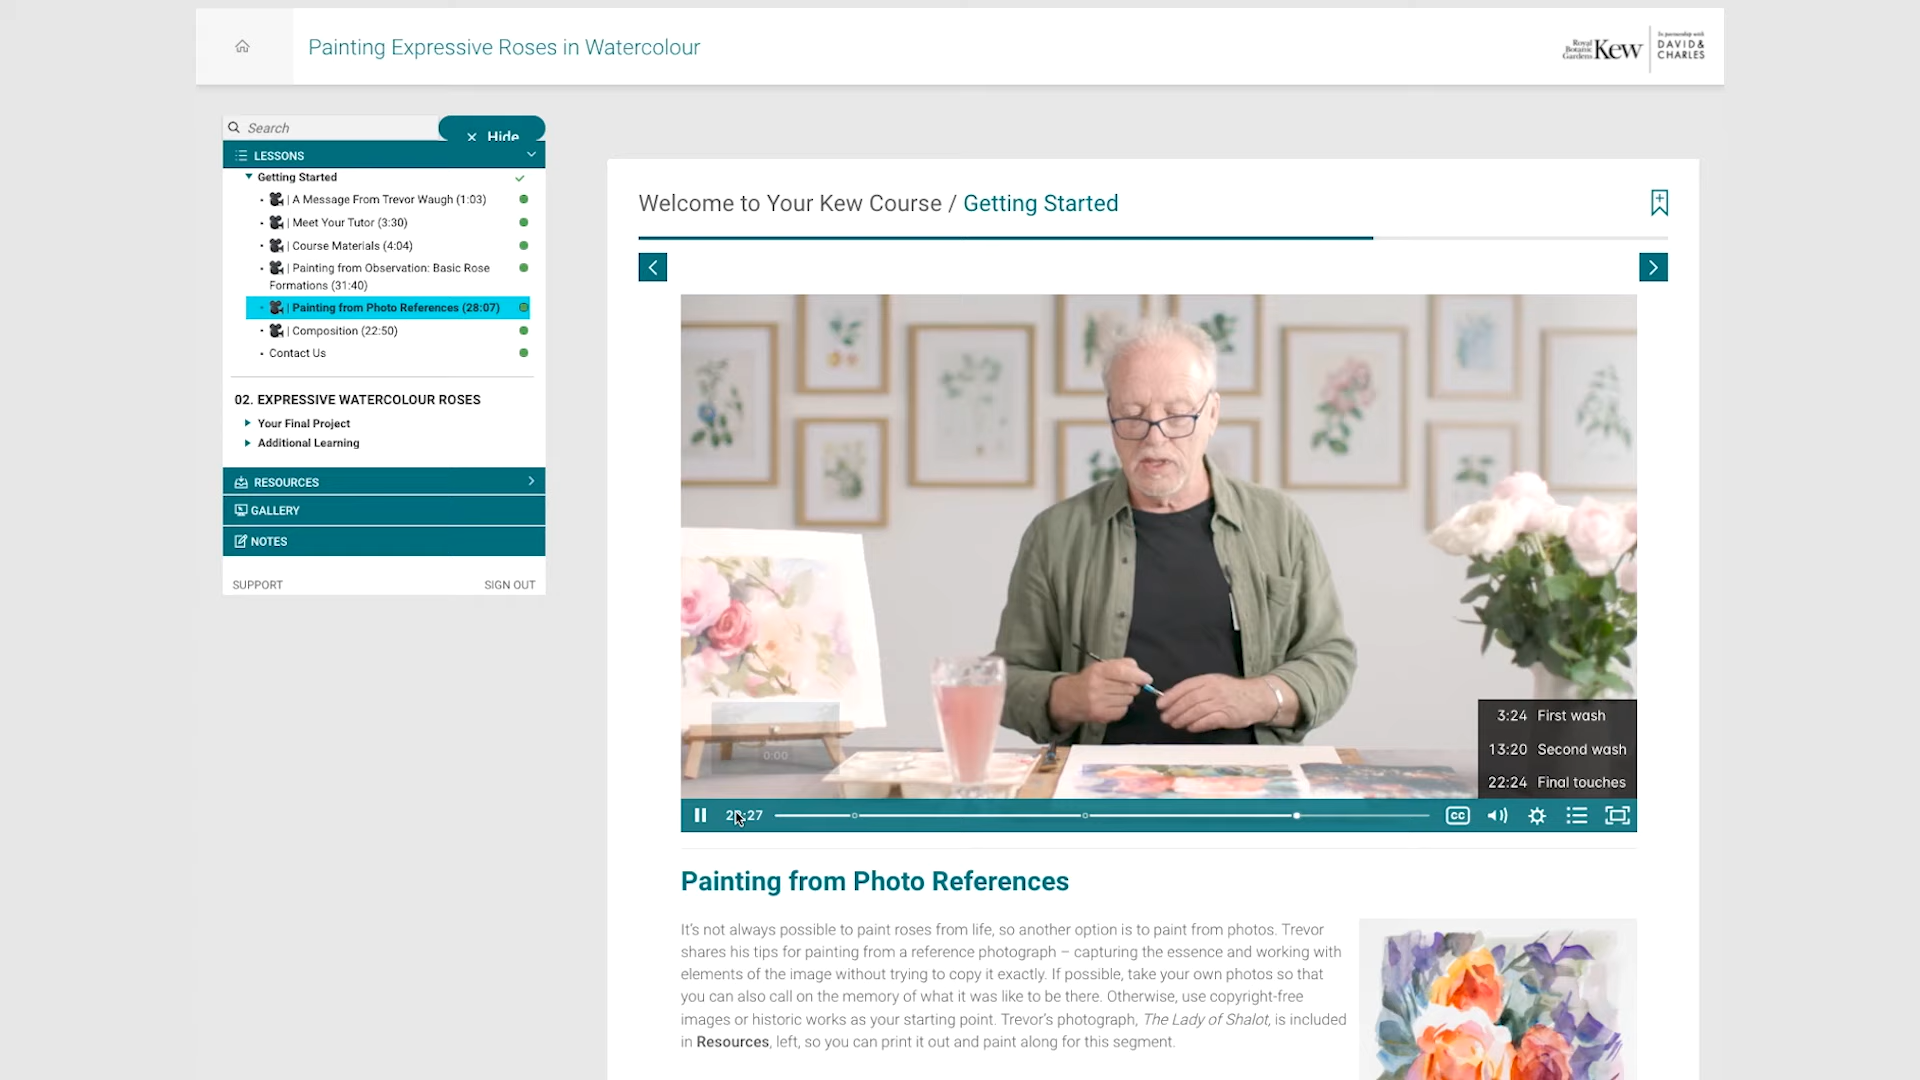 Painting Expressive Roses in Watercolour
Royal
Botanic
Gardens
Kew
In partnership with
DAVID &
CHARLES
Search
× Hide
LESSONS
Getting Started
| A Message From Trevor Waugh (1:03)
| Meet Your Tutor (3:30)
| Course Materials (4:04)
| Painting from Observation: Basic Rose
Formations (31:40)
| Painting from Photo References (28:07)
| Composition (22:50)
Contact Us
02. EXPRESSIVE WATERCOLOUR ROSES
Your Final Project
Additional Learning
RESOURCES
GALLERY
NOTES
SUPPORT
SIGN OUT
Welcome to Your Kew Course / Getting Started
0:00
3:24 First wash
13:20 Second wash
22:24 Final touches
CC
Painting from Photo References
It's not always possible to paint roses from life, so another option is to paint from photos. Trevor
shares his tips for painting from a reference photograph – capturing the essence and working with
elements of the image without trying to copy it exactly. If possible, take your own photos so that
you can also call on the memory of what it was like to be there. Otherwise, use copyright-free
images or historic works as your starting point. Trevor's photograph, The Lady of Shalot, is included
in Resources, left, so you can print it out and paint along for this segment.